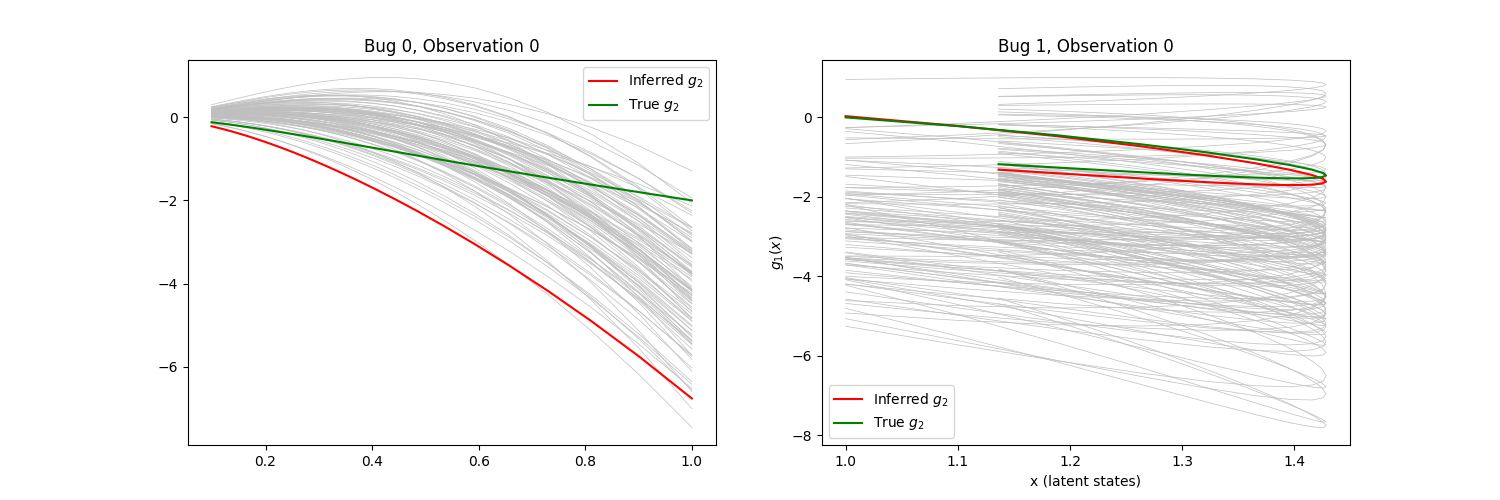 Bug 0, Observation 0
Inferred g₂
True g₂
0
−2
−4
−6
0.2
0.4
0.6
0.8
1.0
Bug 1, Observation 0
g₁(x)
0
−2
−4
−6
−8
Inferred g₂
True g₂
1.0
1.1
1.2
1.3
1.4
x (latent states)